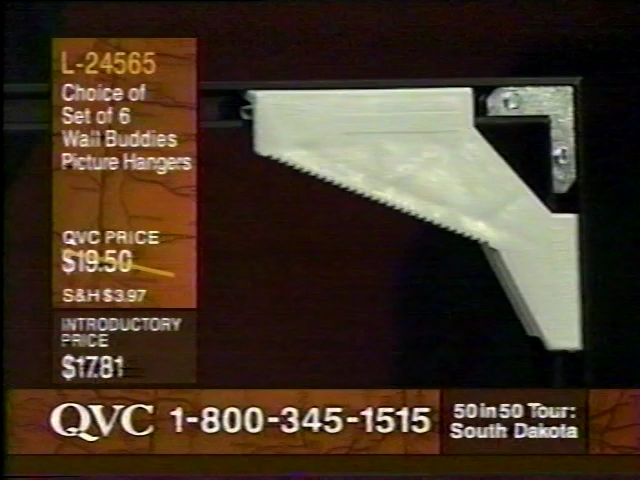 L-24565
Choice of
Set of 6
Wall Buddies
Picture Hangers
QVC PRICE
$19.50
S&H $3.97
INTRODUCTORY
PRICE
$17.81
QVC 1-800-345-1515
50 in 50 Tour:
South Dakota